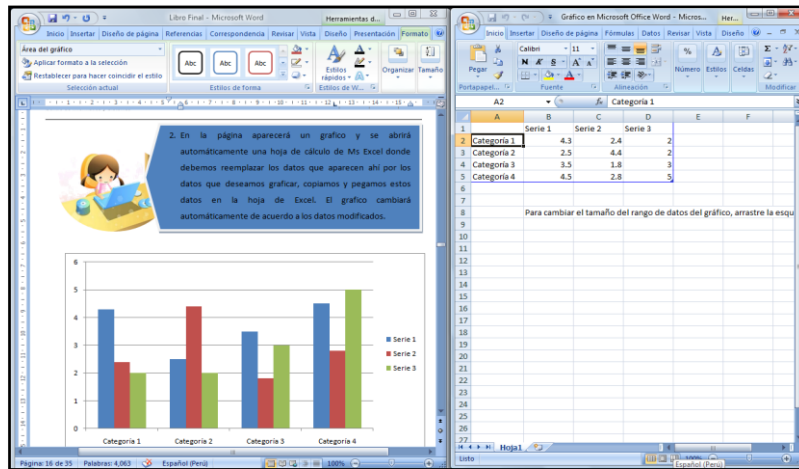 Libro Final - Microsoft Word
Herramientas d...
Inicio Insertar Diseño de página Referencias Correspondencia Revisar Vista Diseño Presentación Formato
Área del gráfico
Aplicar formato a la selección
Restablecer para hacer coincidir el estilo
Selección actual
Abc Abc Abc
Estilos de forma
Estilos rápidos
Estilos de W...
Organizar Tamaño
2. En la página aparecerá un grafico y se abrirá
automáticamente una hoja de cálculo de Ms Excel donde
debemos reemplazar los datos que aparecen ahí por los
datos que deseamos graficar, copiamos y pegamos estos
datos en la hoja de Excel. El grafico cambiará
automáticamente de acuerdo a los datos modificados.
6
5
4
3
2
1
0
Categoría 1 Categoría 2 Categoría 3 Categoría 4
Serie 1
Serie 2
Serie 3
Página: 16 de 35 Palabras: 4,063 Español (Perú) 100%
Gráfico en Microsoft Office Word - Micros...
Her...
Inicio Insertar Diseño de página Fórmulas Datos Revisar Vista Diseño
Pegar
Portapapel...
Calibri 11
N K S
Fuente
Alineación
Número Estilos Celdas
Modificar
A2 fx Categoría 1
A B C D E F
1 Serie 1 Serie 2 Serie 3
2 Categoría 1 4.3 2.4 2
3 Categoría 2 2.5 4.4 2
4 Categoría 3 3.5 1.8 3
5 Categoría 4 4.5 2.8 5
6
7
8 Para cambiar el tamaño del rango de datos del gráfico, arrastre la esqu
9
10
11
12
13
14
15
16
17
18
19
20
21
22
23
24
25
26
27
Hoja1
Listo 100%
Español (Perú)